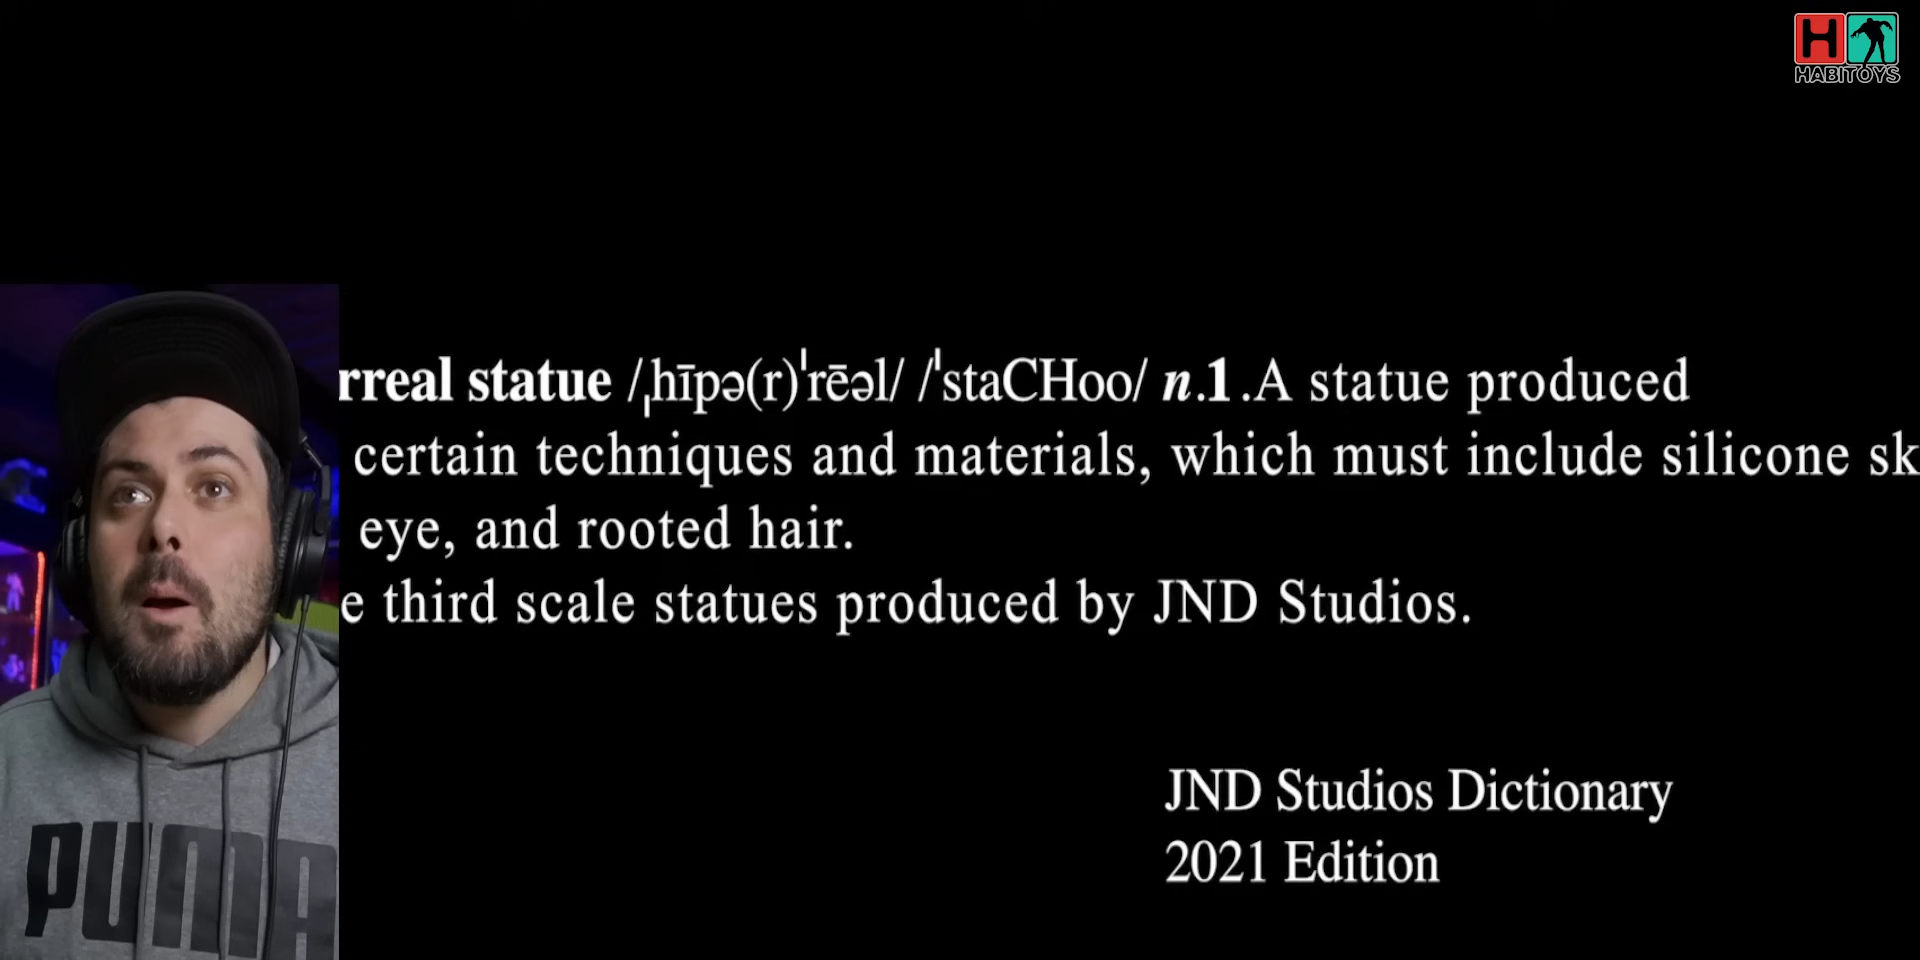 HABITOYS
rreal statue /ˌhīpə(r)ˈrēəl/ /ˈstaCHoo/ n.1.A statue produced
certain techniques and materials, which must include silicone sk
eye, and rooted hair.
e third scale statues produced by JND Studios.
JND Studios Dictionary
2021 Edition
PUMA